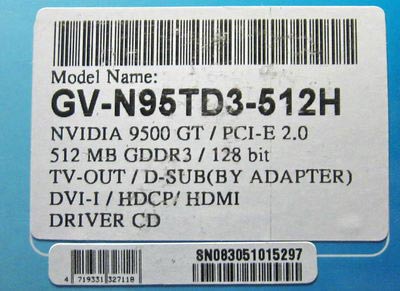 Model Name:
GV-N95TD3-512H
NVIDIA 9500 GT / PCI-E 2.0
512 MB GDDR3 / 128 bit
TV-OUT / D-SUB(BY ADAPTER)
DVI-I / HDCP/ HDMI
DRIVER CD
SN083051015297
4 719331 327118